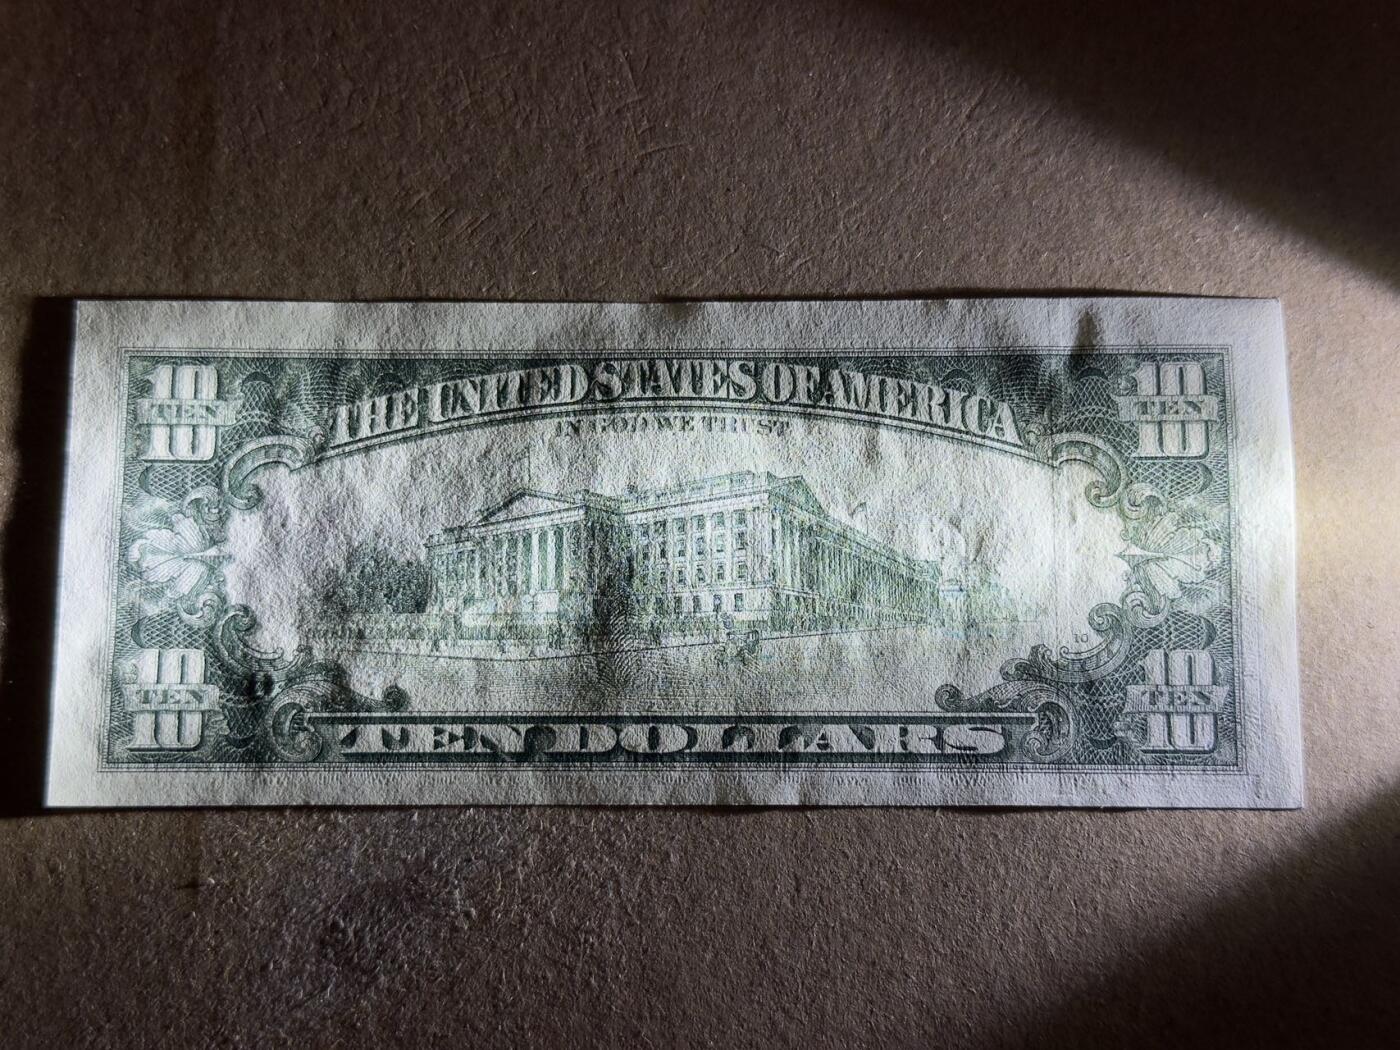 10 TEN 10
THE UNITED STATES OF AMERICA
10 TEN 10
IN GOD WE TRUST
10
10 TEN 10
TEN DOLLARS
10 TEN 10